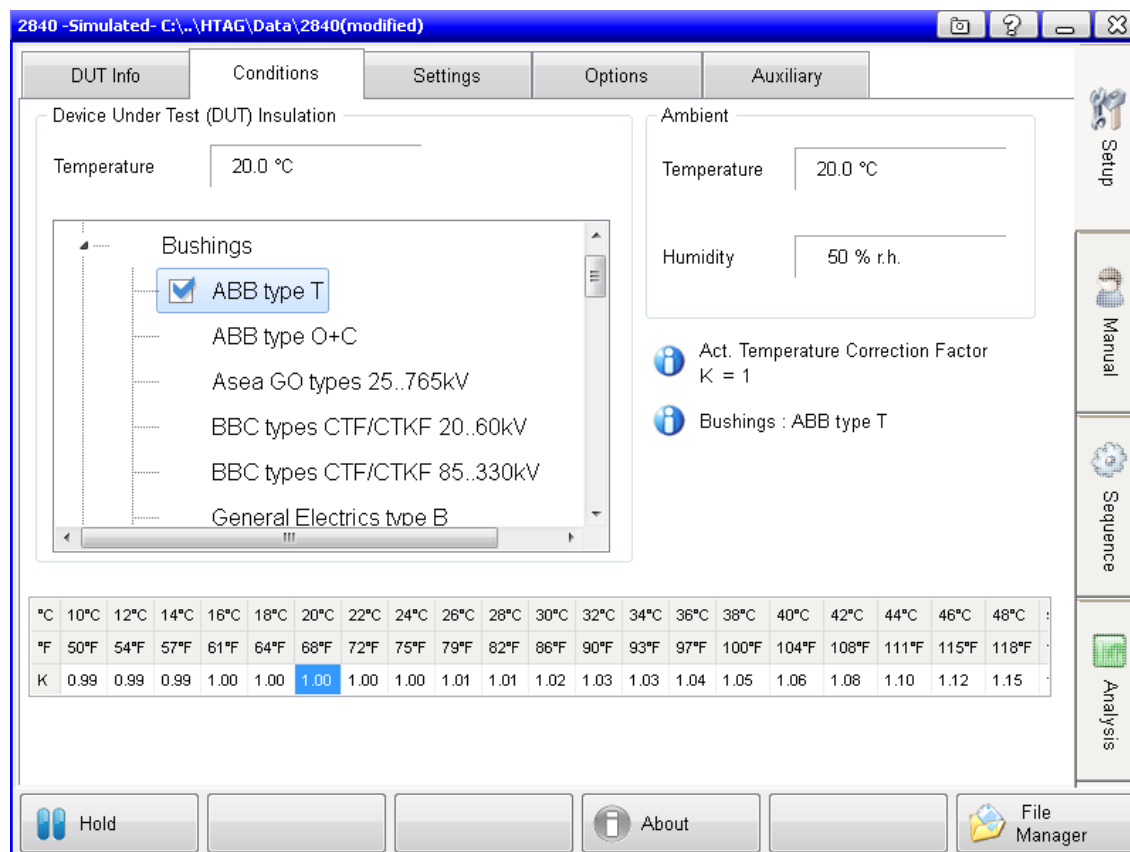 2840 -Simulated- C:\..\HTAG\Data\2840(modified)
DUT Info Conditions Settings Options Auxiliary
Device Under Test (DUT) Insulation
Temperature 20.0 °C
Bushings
ABB type T
ABB type O+C
Asea GO types 25..765kV
BBC types CTF/CTKF 20..60kV
BBC types CTF/CTKF 85..330kV
General Electrics type B
Ambient
Temperature 20.0 °C
Humidity 50 % r.h.
Act. Temperature Correction Factor
K = 1
Bushings : ABB type T
°C 10°C 12°C 14°C 16°C 18°C 20°C 22°C 24°C 26°C 28°C 30°C 32°C 34°C 36°C 38°C 40°C 42°C 44°C 46°C 48°C
°F 50°F 54°F 57°F 61°F 64°F 68°F 72°F 75°F 79°F 82°F 86°F 90°F 93°F 97°F 100°F 104°F 108°F 111°F 115°F 118°F
K 0.99 0.99 0.99 1.00 1.00 1.00 1.00 1.00 1.01 1.01 1.02 1.03 1.03 1.04 1.05 1.06 1.08 1.10 1.12 1.15
Setup
Manual
Sequence
Analysis
Hold
About
File
Manager